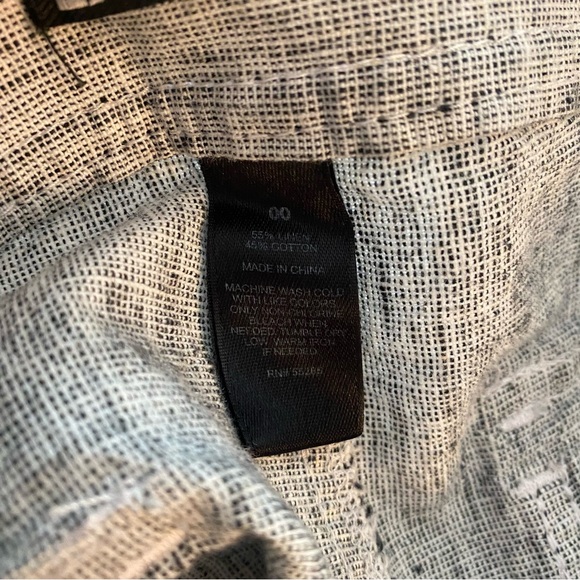 00
55% LINEN
45% COTTON
MADE IN CHINA
MACHINE WASH COLD
WITH LIKE COLORS.
ONLY NON-CHLORINE
BLEACH WHEN
NEEDED. TUMBLE DRY
LOW. WARM IRON
IF NEEDED.
RN#